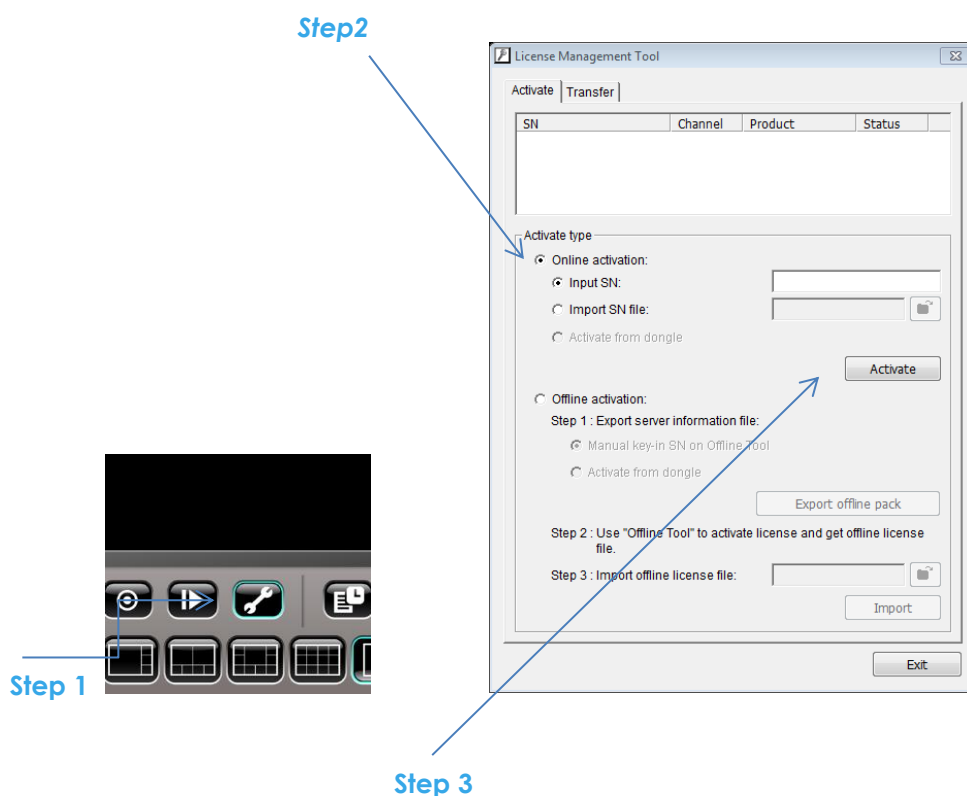 Step2
License Management Tool
Activate Transfer
SN Channel Product Status
Activate type
Online activation:
Input SN:
Import SN file:
Activate from dongle
Activate
Offline activation:
Step 1 : Export server information file:
Manual key-in SN on Offline Tool
Activate from dongle
Export offline pack
Step 2 : Use "Offline Tool" to activate license and get offline license
file.
Step 3 : Import offline license file:
Import
Exit
Step 1
Step 3